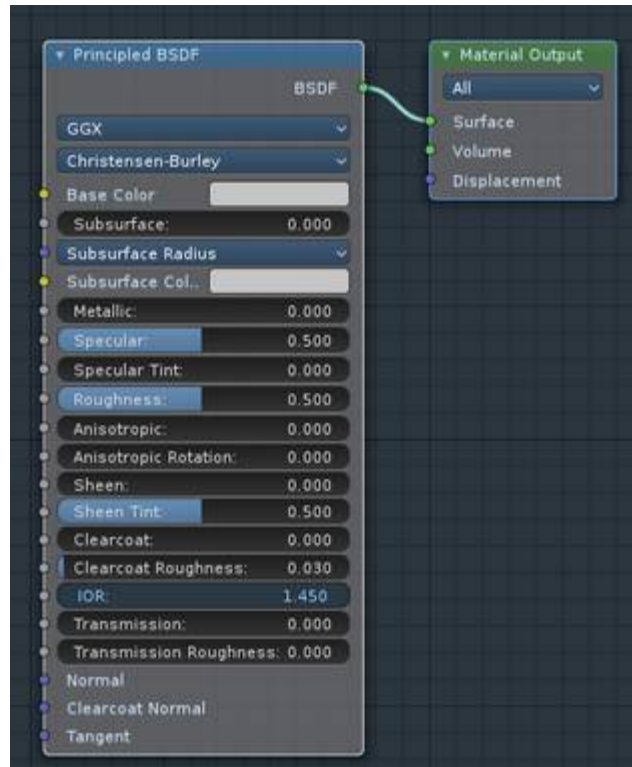 Principled BSDF
BSDF
GGX
Christensen-Burley
Base Color
Subsurface: 0.000
Subsurface Radius
Subsurface Col..
Metallic: 0.000
Specular: 0.500
Specular Tint: 0.000
Roughness: 0.500
Anisotropic: 0.000
Anisotropic Rotation: 0.000
Sheen: 0.000
Sheen Tint: 0.500
Clearcoat: 0.000
Clearcoat Roughness: 0.030
IOR: 1.450
Transmission: 0.000
Transmission Roughness: 0.000
Normal
Clearcoat Normal
Tangent
Material Output
All
Surface
Volume
Displacement